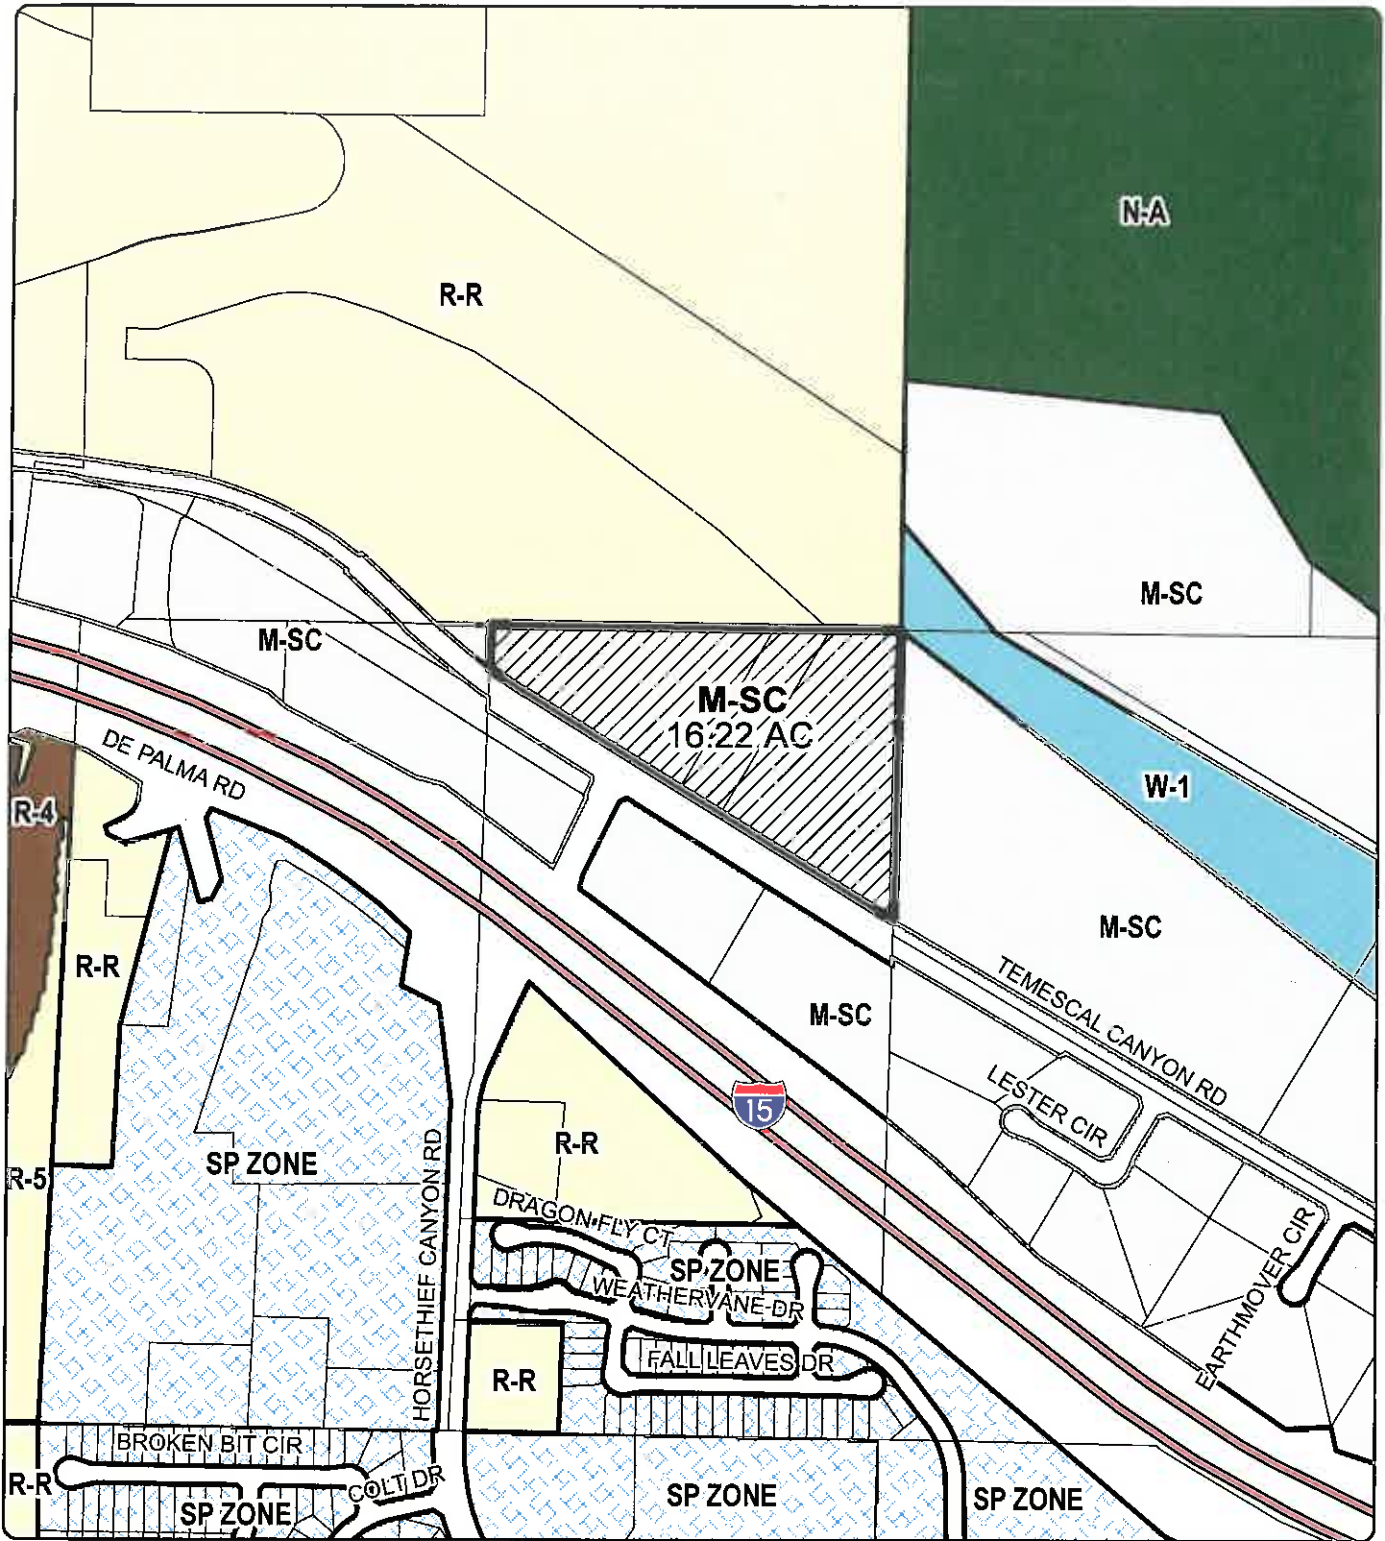 N-A
R-R
M-SC
M-SC
M-SC
16.22 AC
DE PALMA RD
W-1
R-4
M-SC
R-R
TEMESCAL CANYON RD
M-SC
LESTER CIR
15
R-R
SP ZONE
HORSETHIEF CANYON RD
R-5
DRAGON FLY CT
SP ZONE
WEATHERVANE DR
EARTHMOVER CIR
FALL LEAVES DR
R-R
BROKEN BIT CIR
R-R
COLT DR
SP ZONE
SP ZONE
SP ZONE